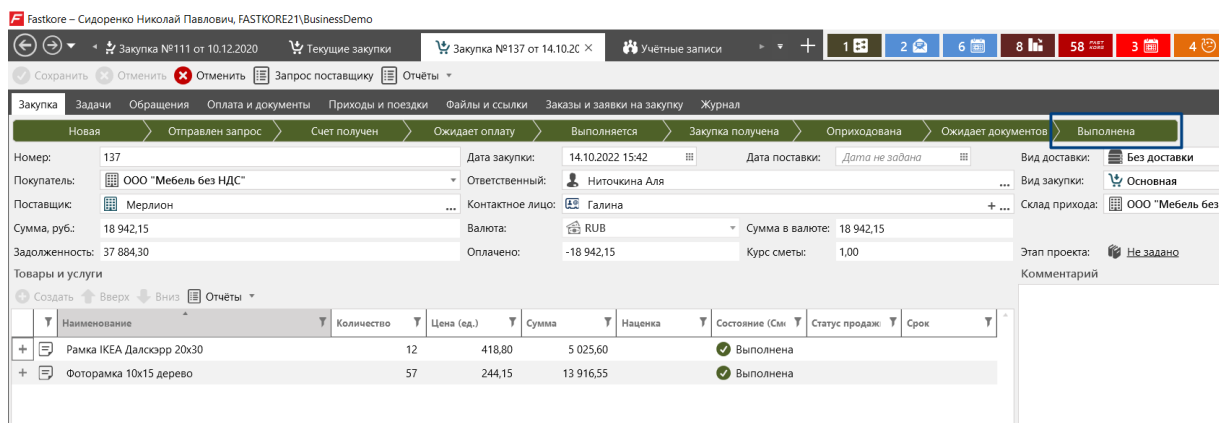 Fastkore – Сидоренко Николай Павлович, FASTKORE21\BusinessDemo
Закупка №111 от 10.12.2020 Текущие закупки Закупка №137 от 14.10.20 × Учётные записи 1 2 6 8 58 FAST KORE 3 4
Сохранить Отменить Отменить Запрос поставщику Отчёты
Закупка Задачи Обращения Оплата и документы Приходы и поездки Файлы и ссылки Заказы и заявки на закупку Журнал
Новая Отправлен запрос Счет получен Ожидает оплату Выполняется Закупка получена Оприходована Ожидает документов Выполнена
Номер: 137 Дата закупки: 14.10.2022 15:42 Дата поставки: Дата не задана Вид доставки: Без доставки
Покупатель: ООО "Мебель без НДС" Ответственный: Ниточкина Аля ... Вид закупки: Основная
Поставщик: Мерлион ... Контактное лицо: Галина + ... Склад прихода: ООО "Мебель без
Сумма, руб.: 18 942,15 Валюта: RUB Сумма в валюте: 18 942,15
Задолженность: 37 884,30 Оплачено: -18 942,15 Курс сметы: 1,00 Этап проекта: Не задано
Товары и услуги Комментарий
Создать Вверх Вниз Отчёты
Наименование Количество Цена (ед.) Сумма Наценка Состояние (Сме Статус продаж Срок
+ Рамка IKEA Далскэрр 20x30 12 418,80 5 025,60 Выполнена
+ Фоторамка 10x15 дерево 57 244,15 13 916,55 Выполнена